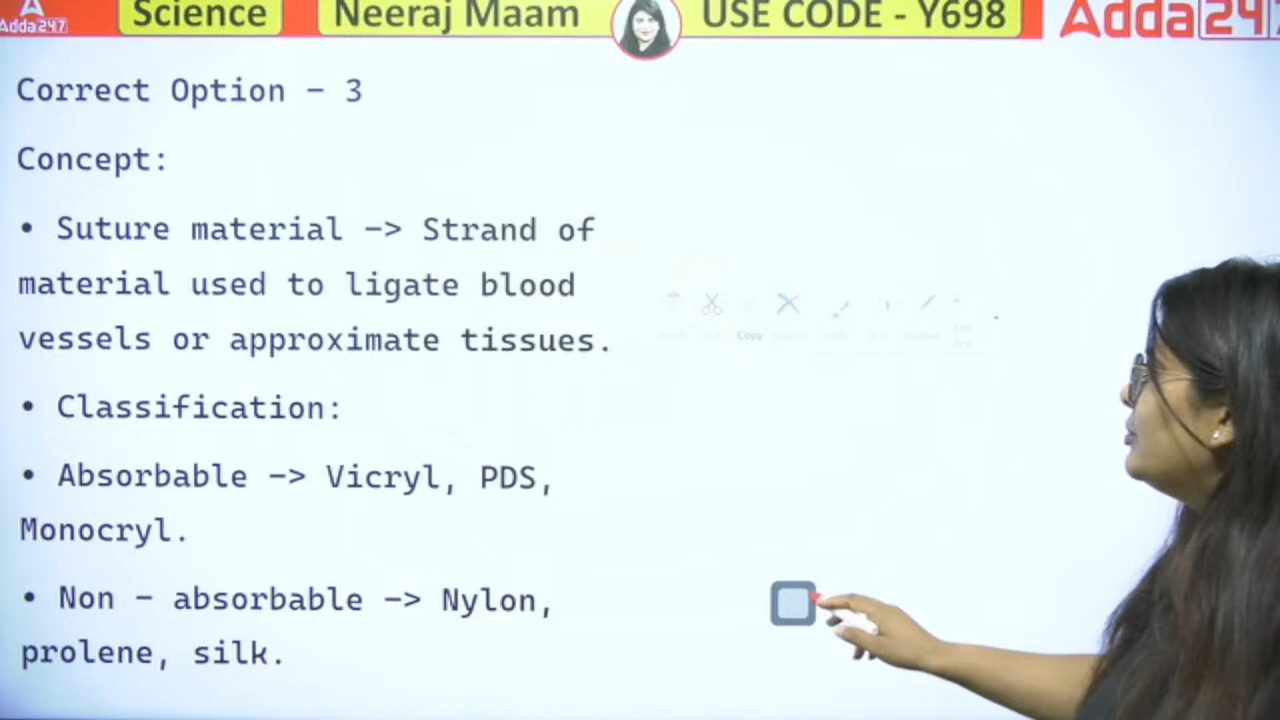 Adda247
Science
Neeraj Maam
USE CODE - Y698
Adda247
Correct Option - 3
Concept:
• Suture material -> Strand of
material used to ligate blood
vessels or approximate tissues.
Copy
• Classification:
• Absorbable -> Vicryl, PDS,
Monocryl.
• Non - absorbable -> Nylon,
prolene, silk.